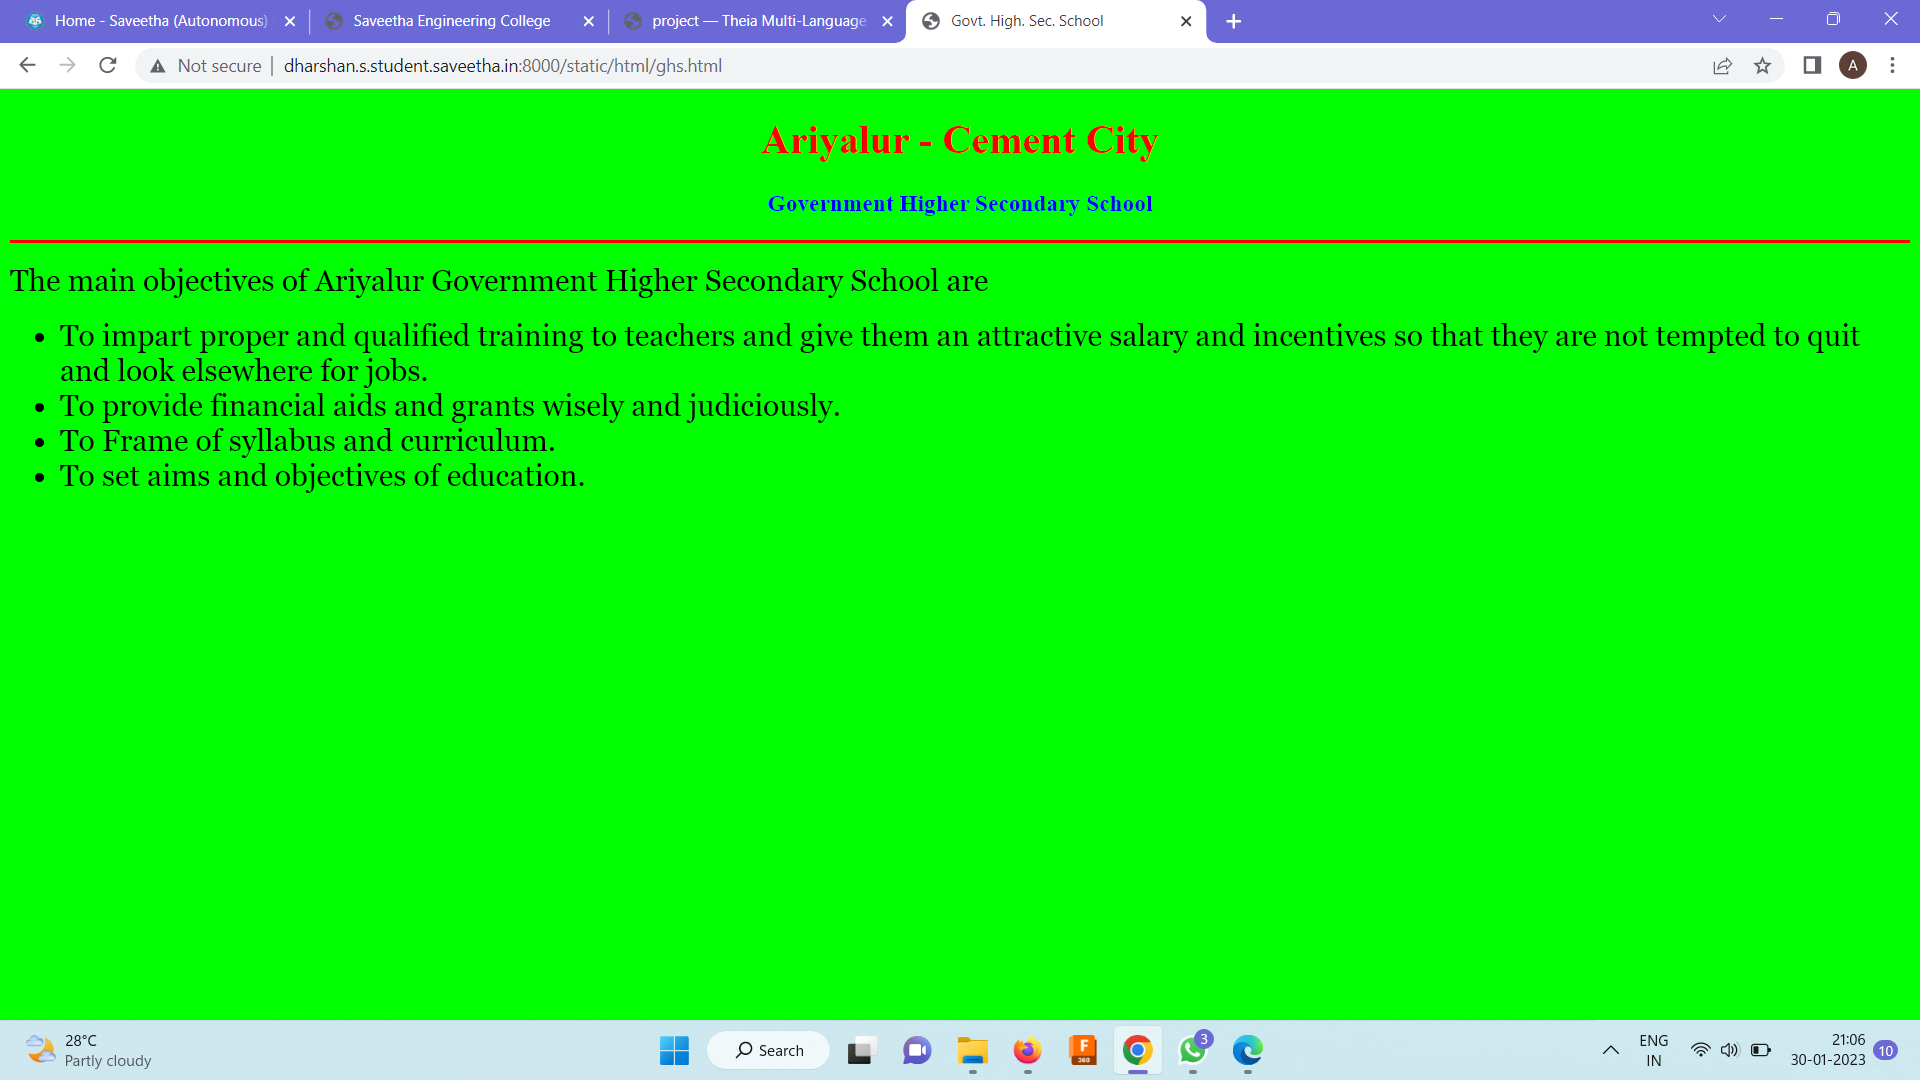 Home - Saveetha (Autonomous)
Saveetha Engineering College
project — Theia Multi-Language
Govt. High. Sec. School
Not secure
dharshan.s.student.saveetha.in:8000/static/html/ghs.html
A
Ariyalur - Cement City
Government Higher Secondary School
The main objectives of Ariyalur Government Higher Secondary School are
To impart proper and qualified training to teachers and give them an attractive salary and incentives so that they are not tempted to quit
and look elsewhere for jobs.
To provide financial aids and grants wisely and judiciously.
To Frame of syllabus and curriculum.
To set aims and objectives of education.
28°C
Partly cloudy
Search
F
360
3
ENG
IN
21:06
30-01-2023
10